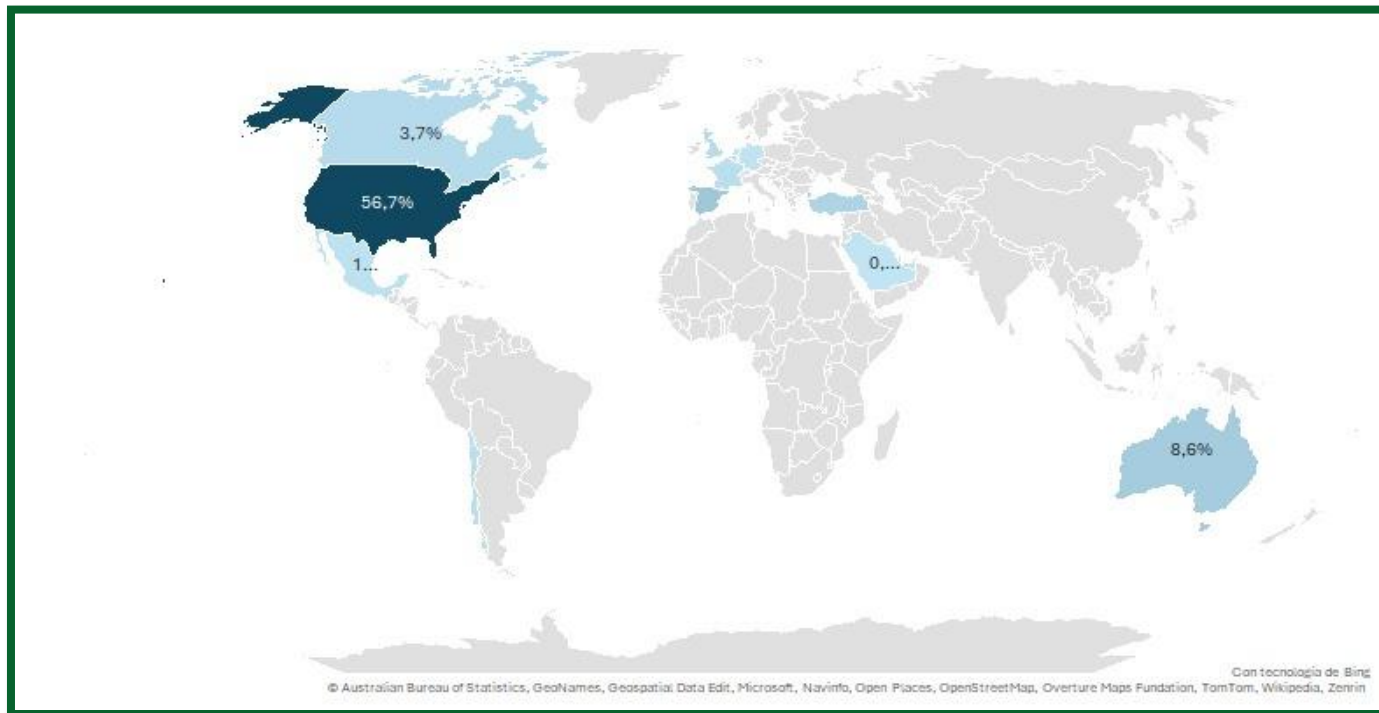 3,7%
56,7%
1...
0,...
8,6%
Con tecnología de Bing
© Australian Bureau of Statistics, GeoNames, Geospatial Data Edit, Microsoft, Navinfo, Open Places, OpenStreetMap, Overture Maps Fundation, TomTom, Wikipedia, Zenrin